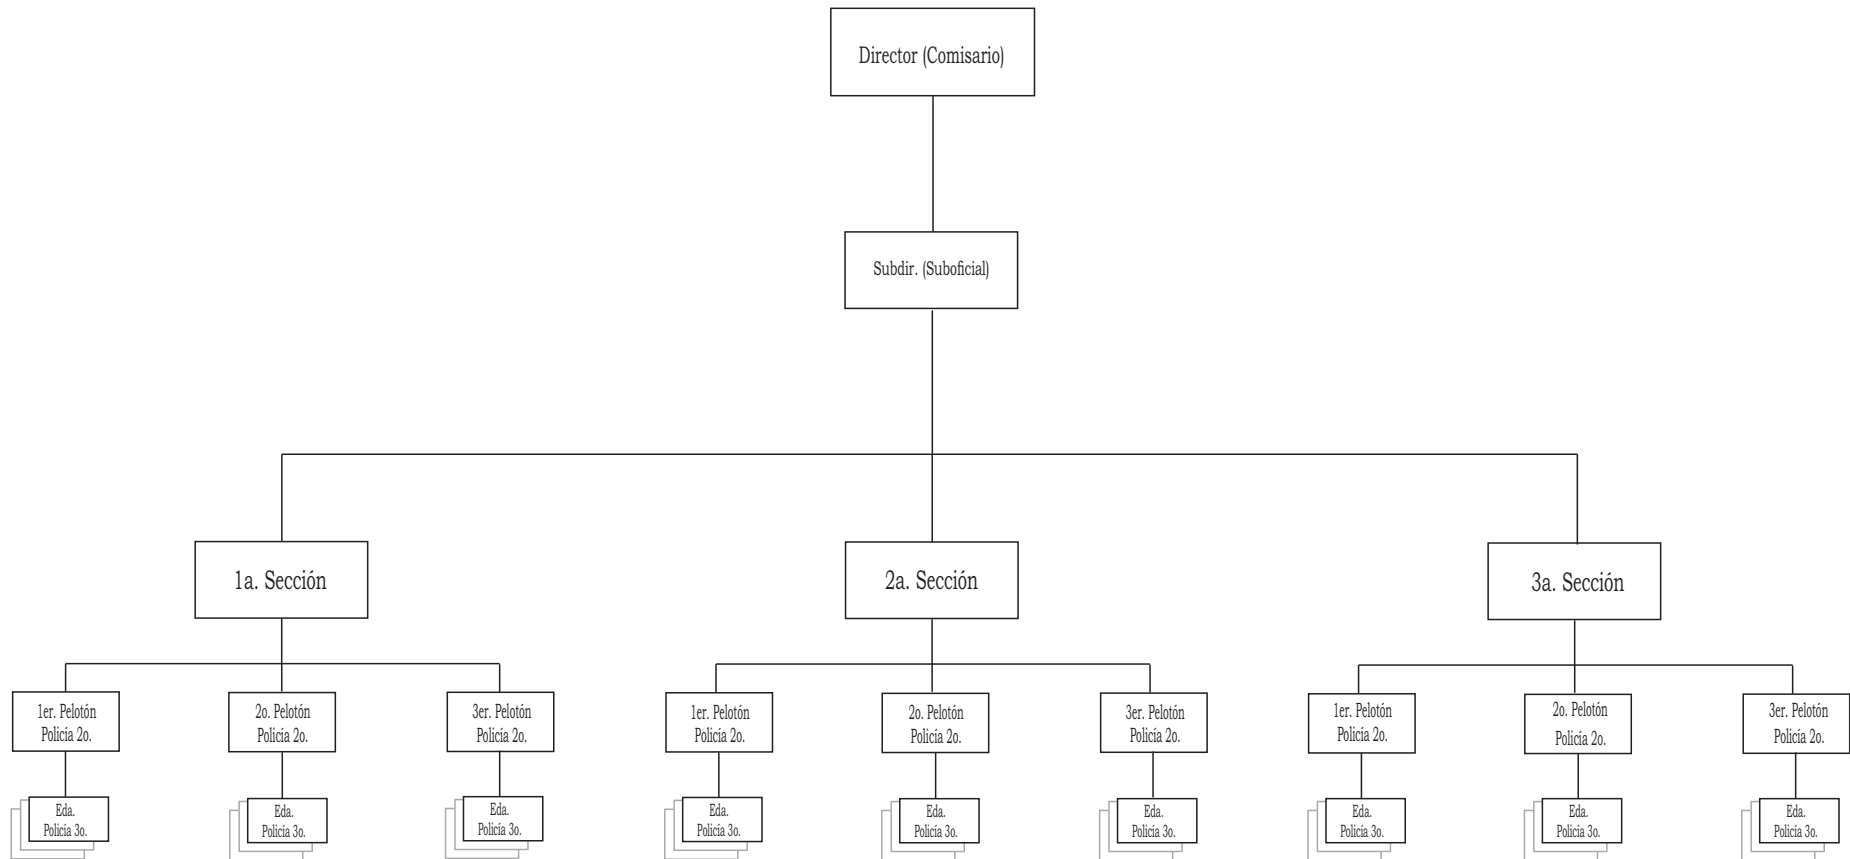 Director (Comisario)
Subdir. (Suboficial)
1a. Sección
2a. Sección
3a. Sección
1er. Pelotón
Policía 2o.
2o. Pelotón
Policía 2o.
3er. Pelotón
Policía 2o.
1er. Pelotón
Policía 2o.
2o. Pelotón
Policía 2o.
3er. Pelotón
Policía 2o.
1er. Pelotón
Policía 2o.
2o. Pelotón
Policía 2o.
3er. Pelotón
Policía 2o.
Eda.
Policía 3o.
Eda.
Policía 3o.
Eda.
Policía 3o.
Eda.
Policía 3o.
Eda.
Policía 3o.
Eda.
Policía 3o.
Eda.
Policía 3o.
Eda.
Policía 3o.
Eda.
Policía 3o.